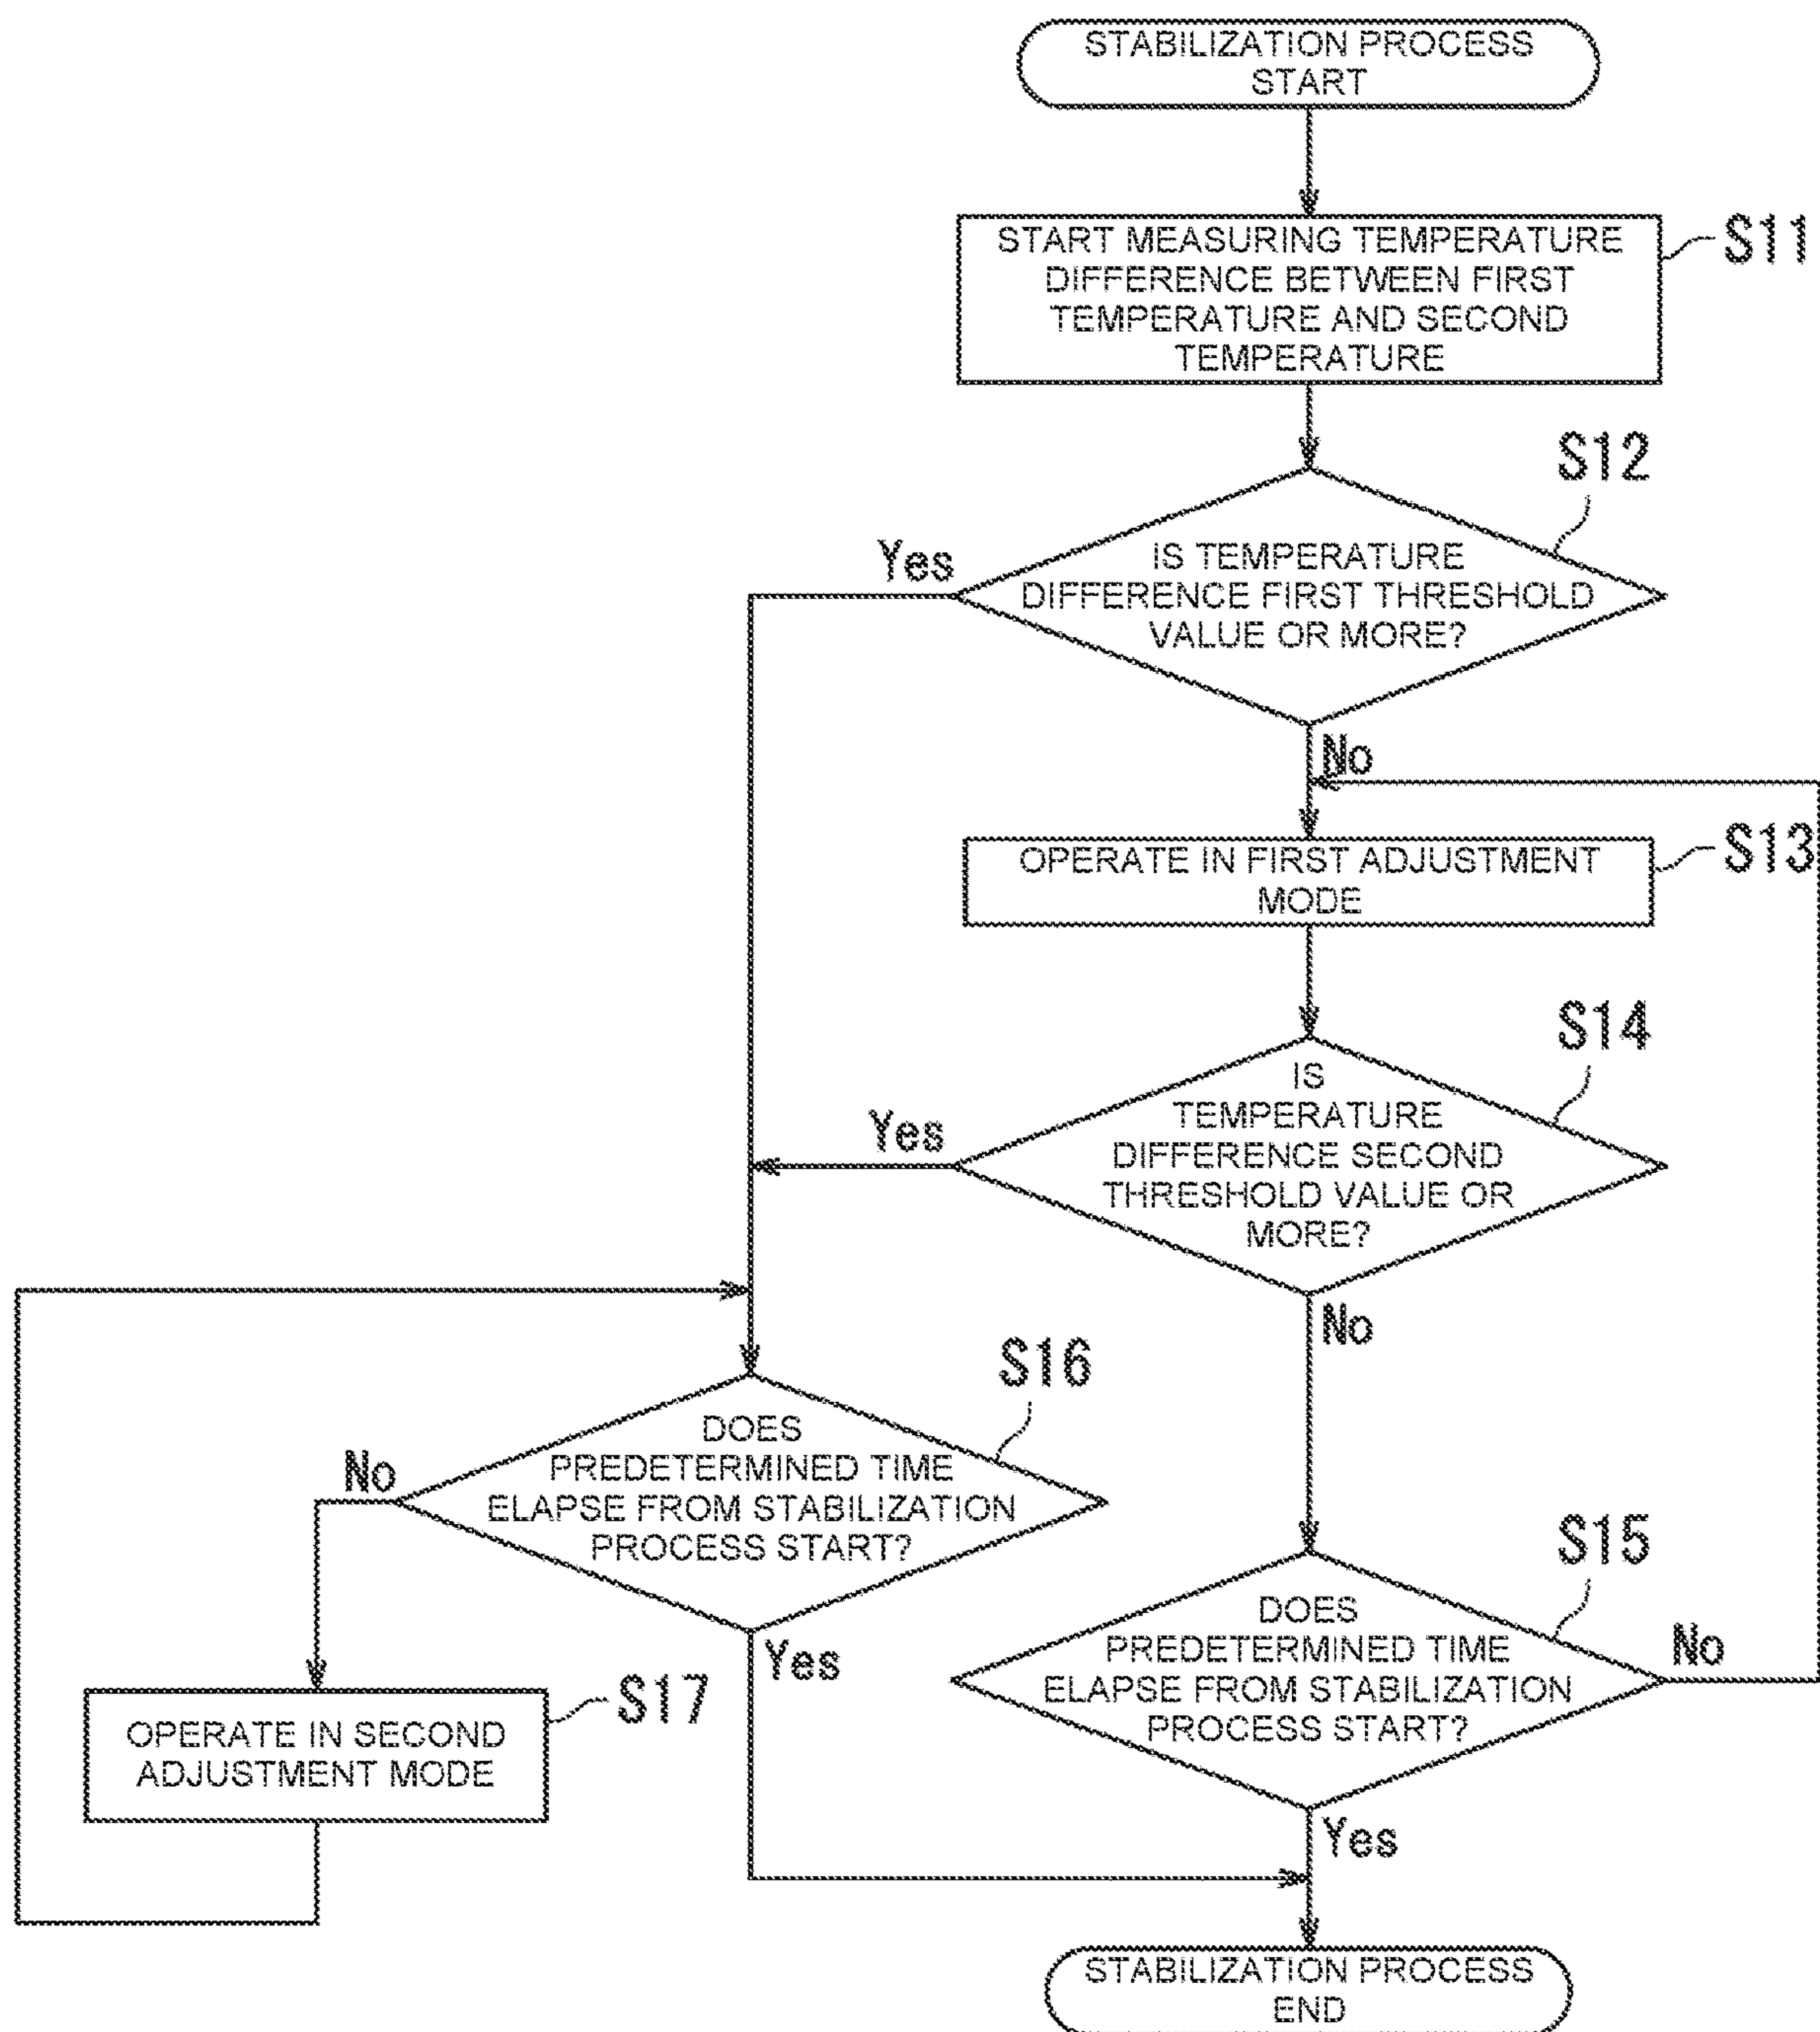 STABILIZATION PROCESS
START
START MEASURING TEMPERATURE
DIFFERENCE BETWEEN FIRST
TEMPERATURE AND SECOND
TEMPERATURE
S11
S12
IS TEMPERATURE
DIFFERENCE FIRST THRESHOLD
VALUE OR MORE?
Yes
No
OPERATE IN FIRST ADJUSTMENT
MODE
S13
S14
IS
TEMPERATURE
DIFFERENCE SECOND
THRESHOLD VALUE OR
MORE?
Yes
No
S16
DOES
PREDETERMINED TIME
ELAPSE FROM STABILIZATION
PROCESS START?
No
Yes
S15
DOES
PREDETERMINED TIME
ELAPSE FROM STABILIZATION
PROCESS START?
No
Yes
OPERATE IN SECOND
ADJUSTMENT MODE
S17
STABILIZATION PROCESS
END